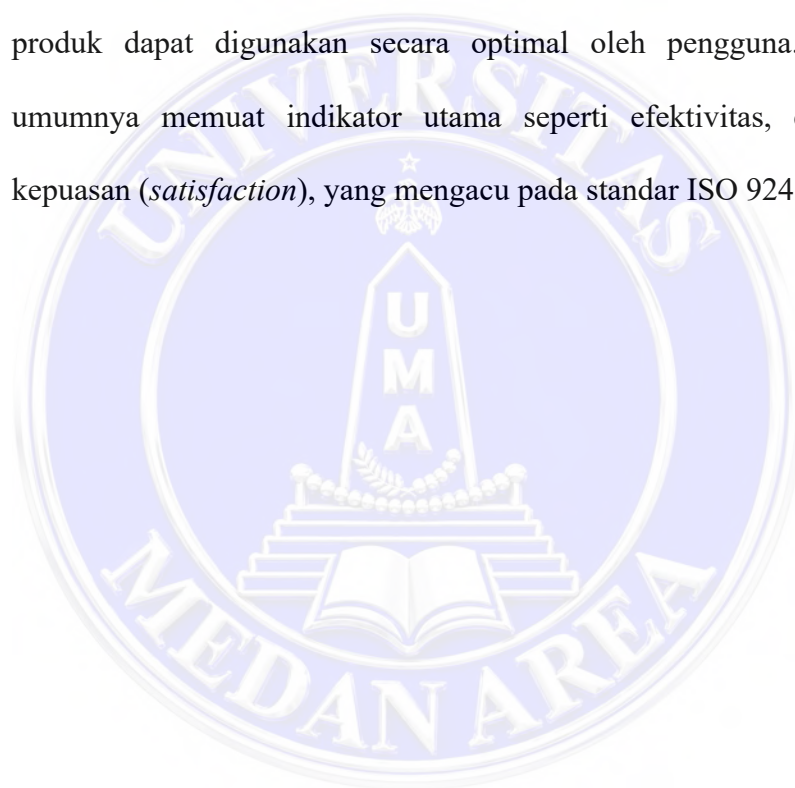 produk dapat digunakan secara optimal oleh pengguna.
umumnya memuat indikator utama seperti efektivitas,
kepuasan (satisfaction), yang mengacu pada standar ISO 924
UNIVERSITAS
UMA
MEDAN AREA